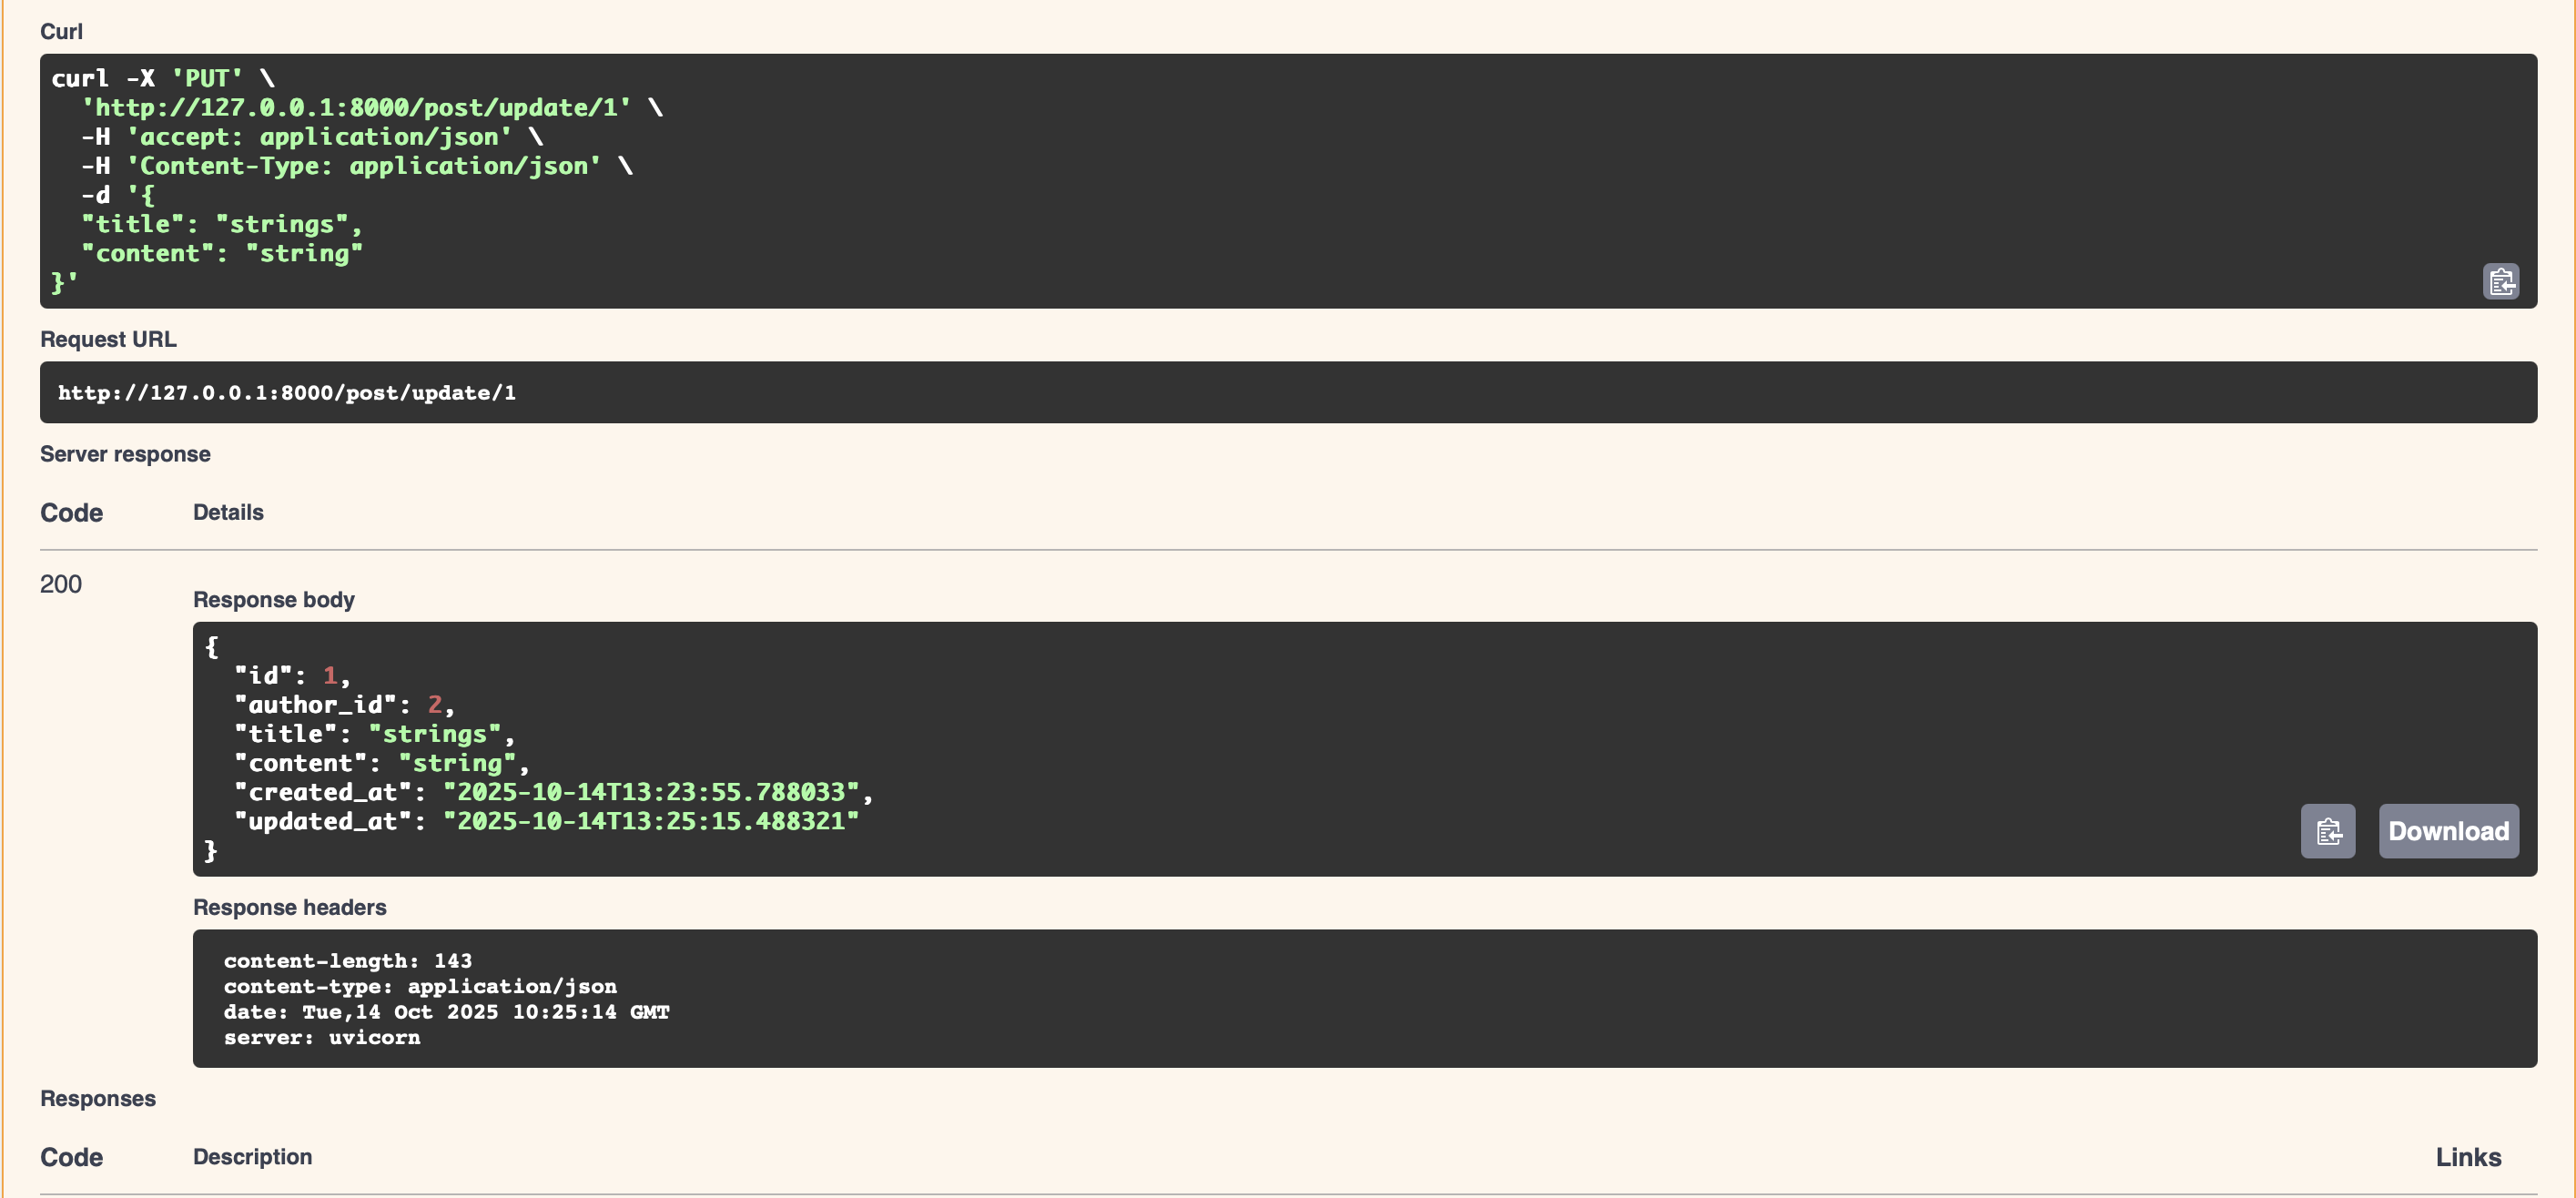 Curl
curl -X 'PUT' \
  'http://127.0.0.1:8000/post/update/1' \
  -H 'accept: application/json' \
  -H 'Content-Type: application/json' \
  -d '{
  "title": "strings",
  "content": "string"
}'
Request URL
http://127.0.0.1:8000/post/update/1
Server response
Code Details
200
Response body
{
  "id": 1,
  "author_id": 2,
  "title": "strings",
  "content": "string",
  "created_at": "2025-10-14T13:23:55.788033",
  "updated_at": "2025-10-14T13:25:15.488321"
}
Download
Response headers
content-length: 143
content-type: application/json
date: Tue,14 Oct 2025 10:25:14 GMT
server: uvicorn
Responses
Code Description Links